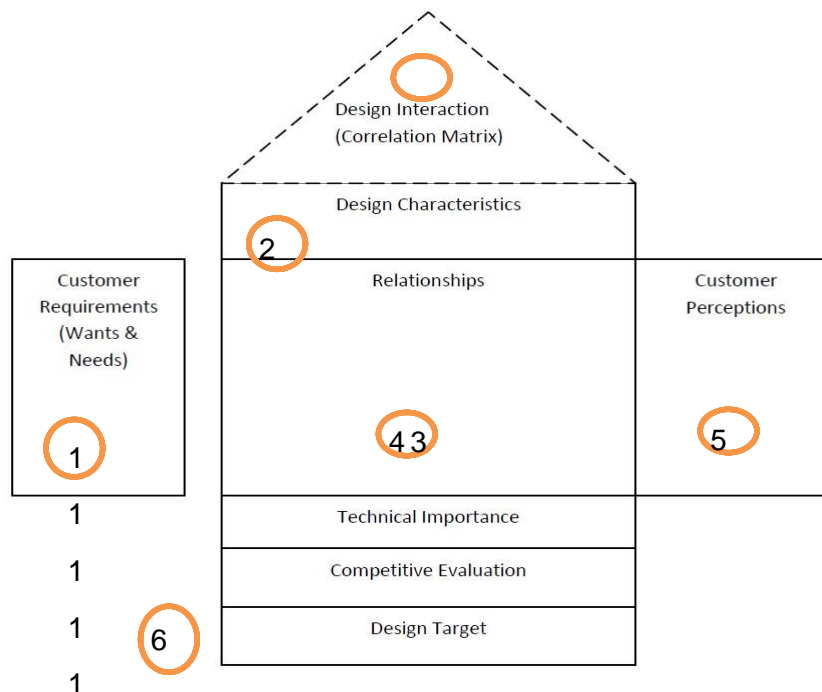 Design Interaction
(Correlation Matrix)
Design Characteristics
2
Customer
Requirements
(Wants &
Needs)
Relationships
Customer
Perceptions
1
4 3
5
1
Technical Importance
1
Competitive Evaluation
1
6
Design Target
1